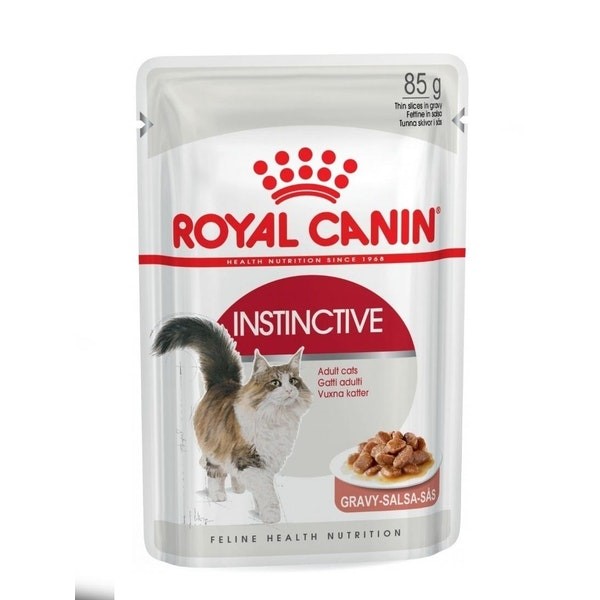 85 g
Thin slices in gravy
Fettine in salsa
Tunna skivor i sås
ROYAL CANIN®
HEALTH NUTRITION SINCE 1968
INSTINCTIVE
Adult cats
Gatti adulti
Vuxna katter
GRAVY-SALSA-SÅS
FELINE HEALTH NUTRITION